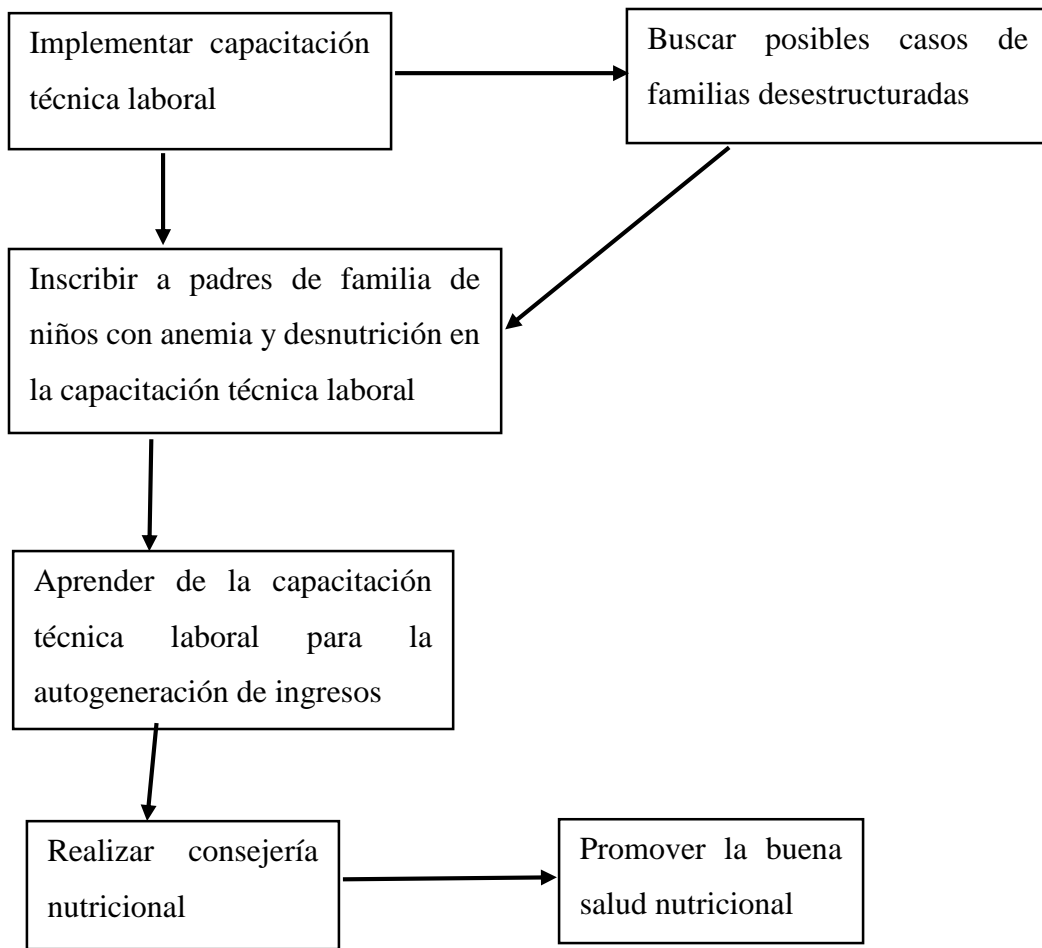 Implementar capacitación
técnica laboral
Buscar posibles casos de
familias desestructuradas
Inscribir a padres de familia de
niños con anemia y desnutrición en
la capacitación técnica laboral
Aprender de la capacitación
técnica laboral para la
autogeneración de ingresos
Realizar consejería
nutricional
Promover la buena
salud nutricional